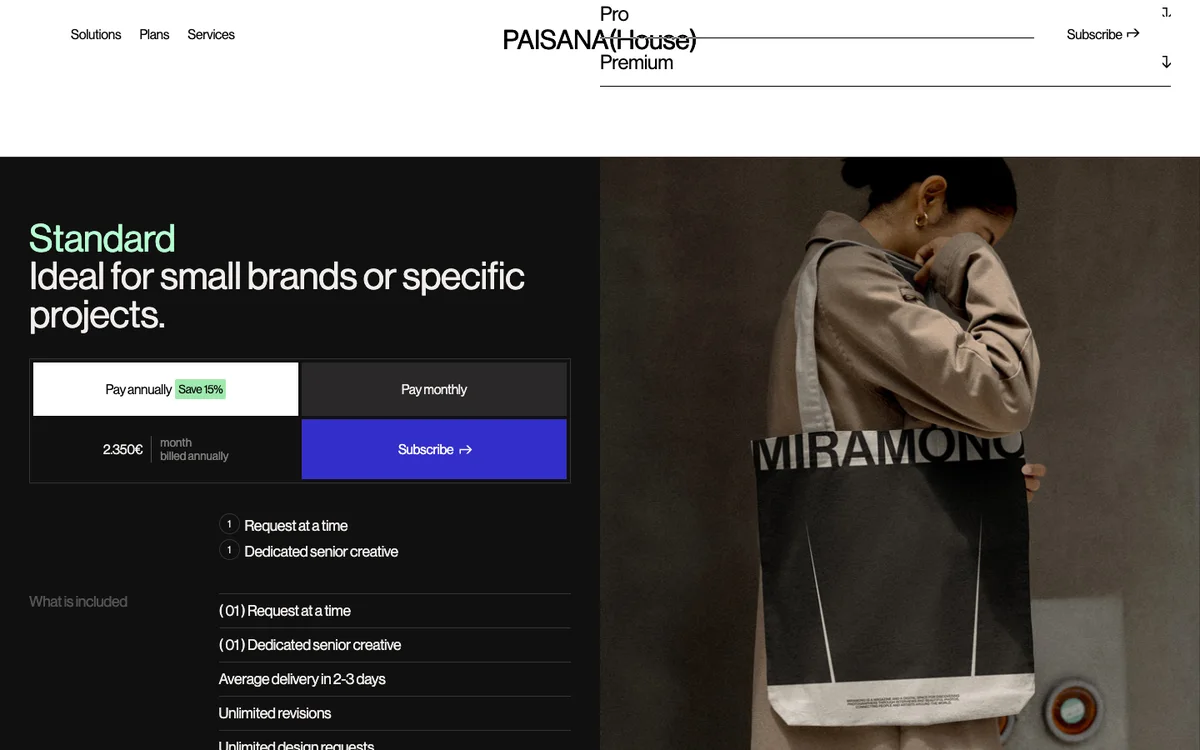 Solutions Plans Services
PAISANA(House)
Subscribe
Pro
Premium
Standard
Ideal for small brands or specific
projects.
Pay annually Save 15%
Pay monthly
2.350€
month
billed annually
Subscribe
1 Request at a time
1 Dedicated senior creative
What is included
( 01 ) Request at a time
( 01 ) Dedicated senior creative
Average delivery in 2-3 days
Unlimited revisions
Unlimited design requests
MIRAMONO